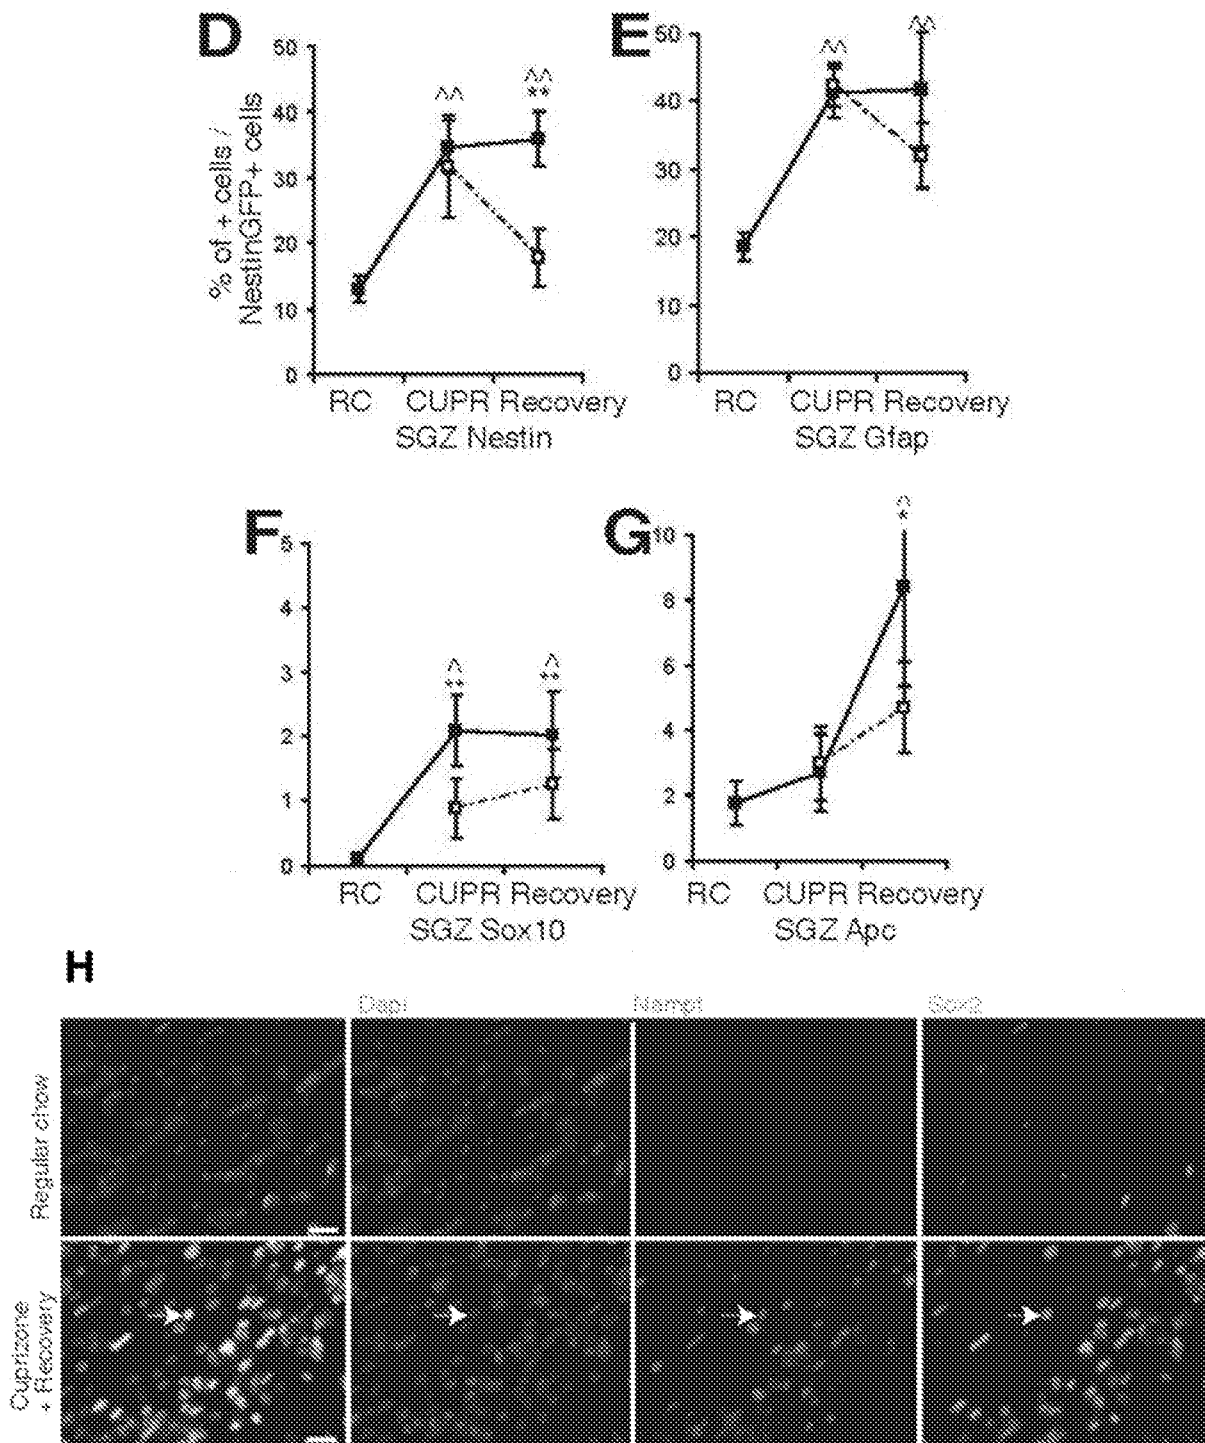 D
E
50
40
30
20
10
0
% of + cells /
NestinGFP+ cells
^^
^^
**
RC CUPR Recovery
SGZ Nestin
50
40
30
20
10
0
^^
^^
RC CUPR Recovery
SGZ Gfap
F
G
5
4
3
2
1
0
^
‡‡
^
‡‡
RC CUPR Recovery
SGZ Sox10
10
8
6
4
2
0
^
*
RC CUPR Recovery
SGZ Apc
H
Dapi Nampt Sox2
Regular chow
Cuprizone
+ Recovery